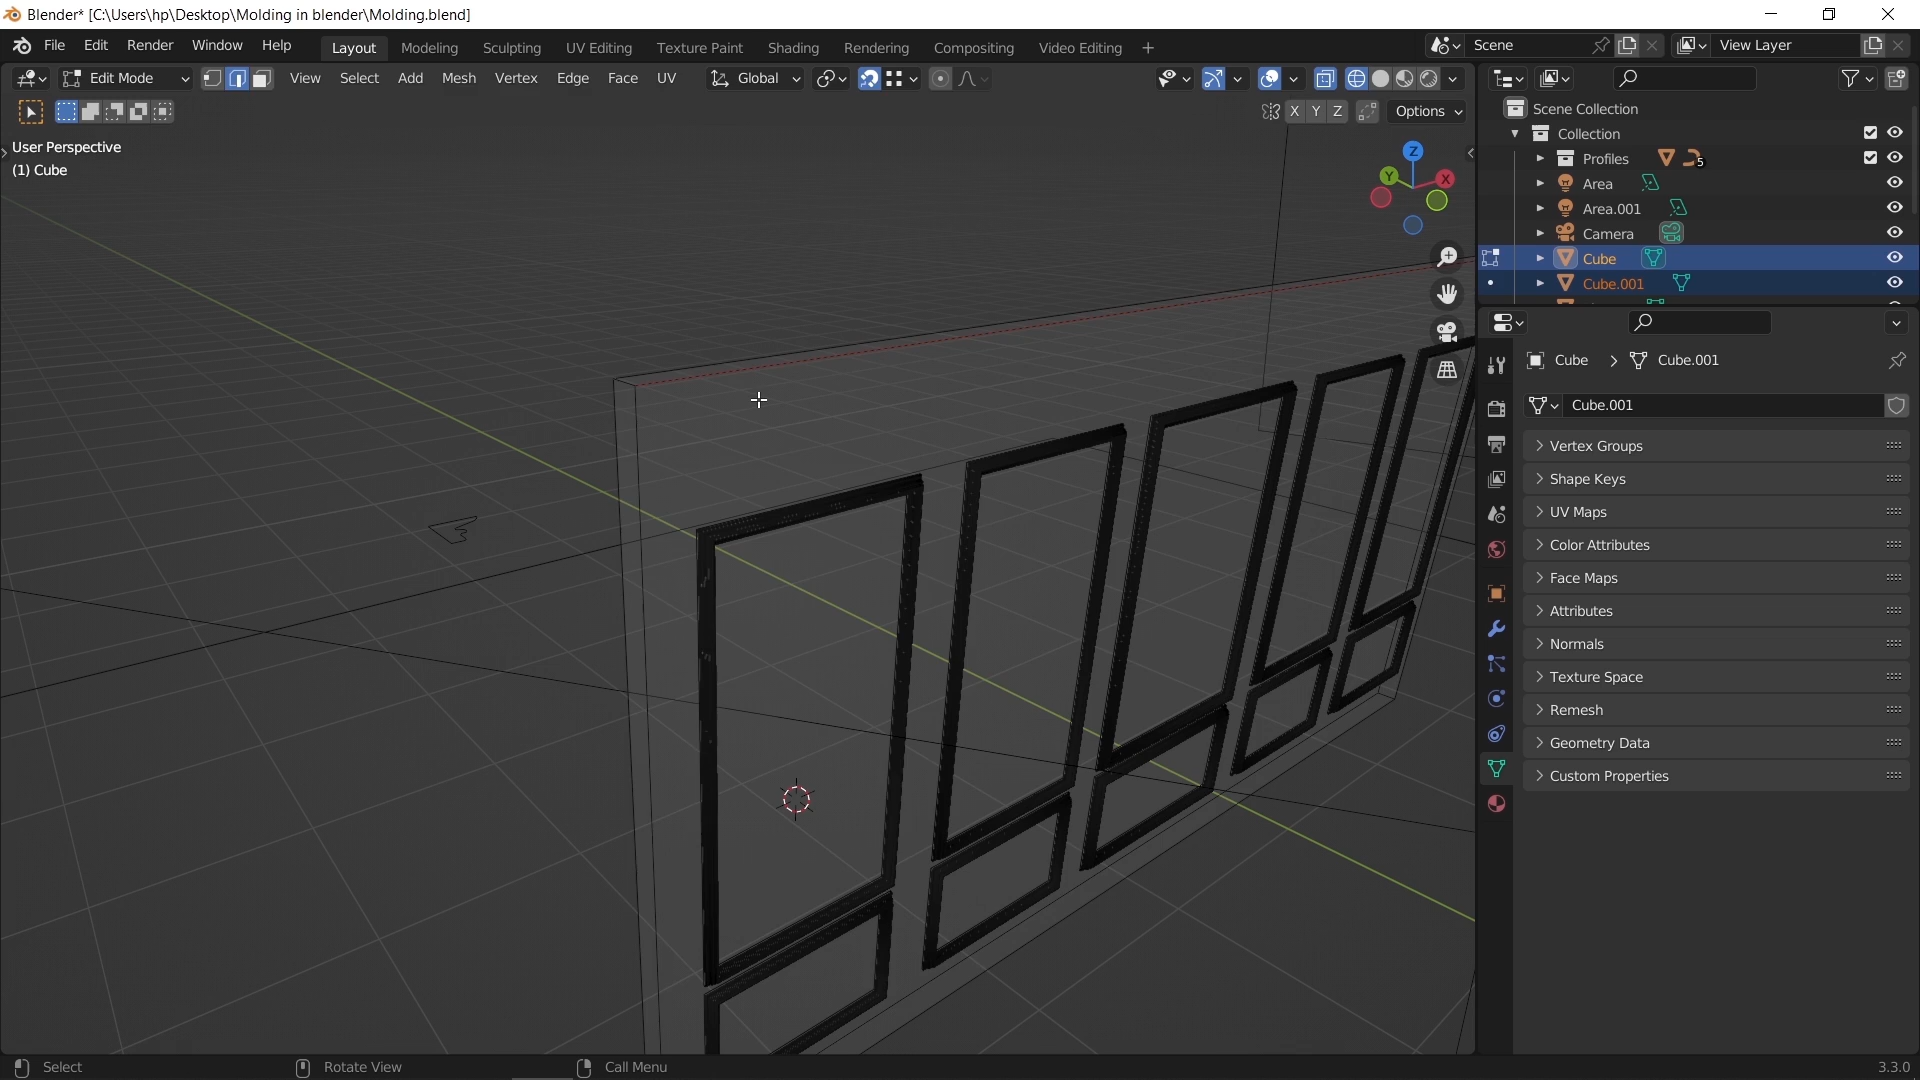 Blender* [C:\Users\hp\Desktop\Molding in blender\Molding.blend]
File Edit Render Window Help Layout Modeling Sculpting UV Editing Texture Paint Shading Rendering Compositing Video Editing + Scene View Layer
Edit Mode View Select Add Mesh Vertex Edge Face UV Global
X Y Z Options
User Perspective
(1) Cube
Z
Y
X
Scene Collection
Collection
Profiles 5
Area
Area.001
Camera
Cube
Cube.001
Cube > Cube.001
Cube.001
Vertex Groups
Shape Keys
UV Maps
Color Attributes
Face Maps
Attributes
Normals
Texture Space
Remesh
Geometry Data
Custom Properties
Select Rotate View Call Menu 3.3.0